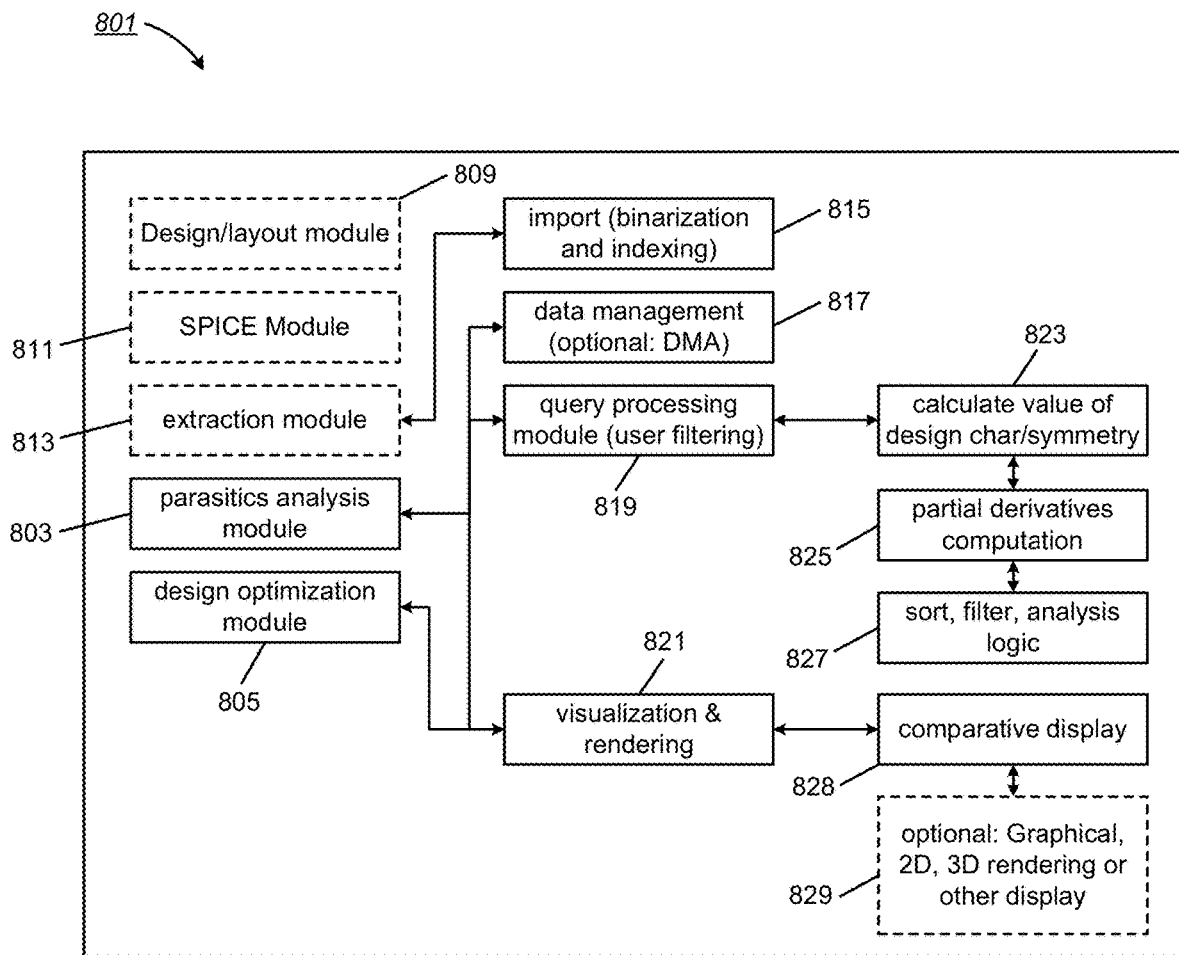 801
809
Design/layout module
811
SPICE Module
813
extraction module
803
parasitics analysis
module
design optimization
module
805
import (binarization
and indexing)
815
data management
(optional: DMA)
817
query processing
module (user filtering)
819
821
visualization &
rendering
823
calculate value of
design char/symmetry
partial derivatives
computation
825
sort, filter, analysis
logic
827
comparative display
828
optional: Graphical,
2D, 3D rendering or
other display
829